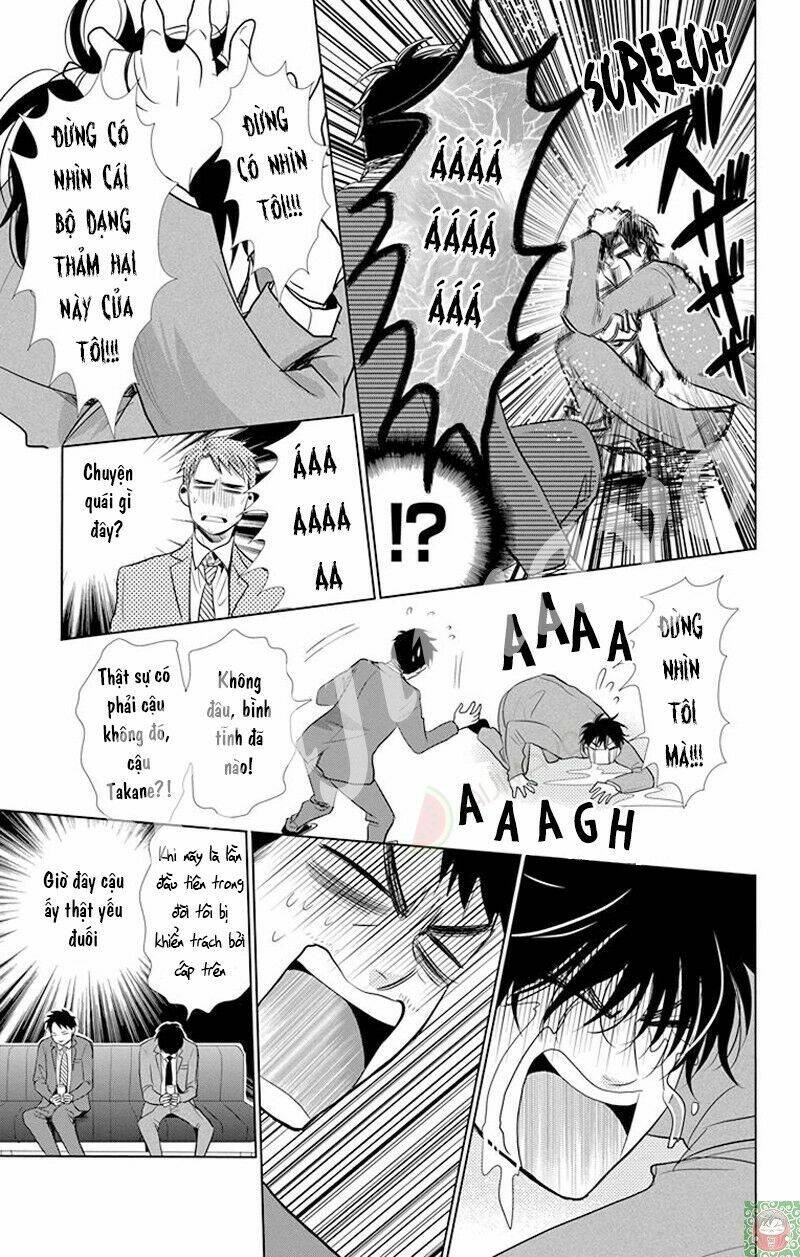 SCREECH
ズズズ
ÁÁÁÁ
ÁÁÁÁ
ÁÁÁ
ĐỪNG
CÓ
NHÌN
TÔI!!!
ĐỪNG CÓ
NHÌN CÁI
BỘ DẠNG
THẢM HẠI
NÀY CỦA
TÔI!!!
!?
ÁAA
AAAA
AA
Chuyện
quái gì
đây?
ĐỪNG
NHÌN
TÔI
MÀ!!!
AAAA
AAAGH
Không
đâu, bình
tĩnh đã
nào!
Thật sự có
phải cậu
không đó,
cậu
Takane?!
Khi nãy là lần
đầu tiên trong
đời tôi bị
khiển trách bởi
cấp trên
Giờ đây cậu
ấy thật yếu
đuối